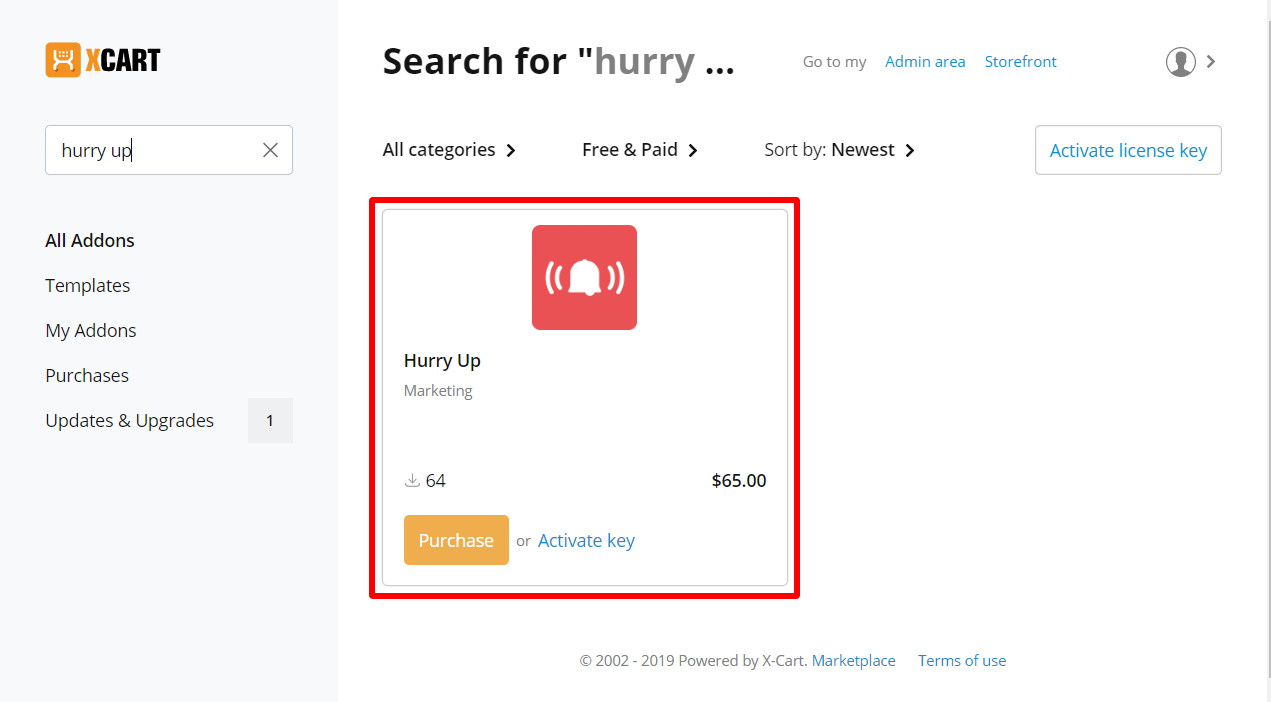 XCART
Search for "hurry ...
Go to my Admin area Storefront
hurry up
All categories Free & Paid Sort by: Newest Activate license key
All Addons
Templates
My Addons
Purchases
Updates & Upgrades 1
Hurry Up
Marketing
64 $65.00
Purchase or Activate key
© 2002 - 2019 Powered by X-Cart. Marketplace Terms of use